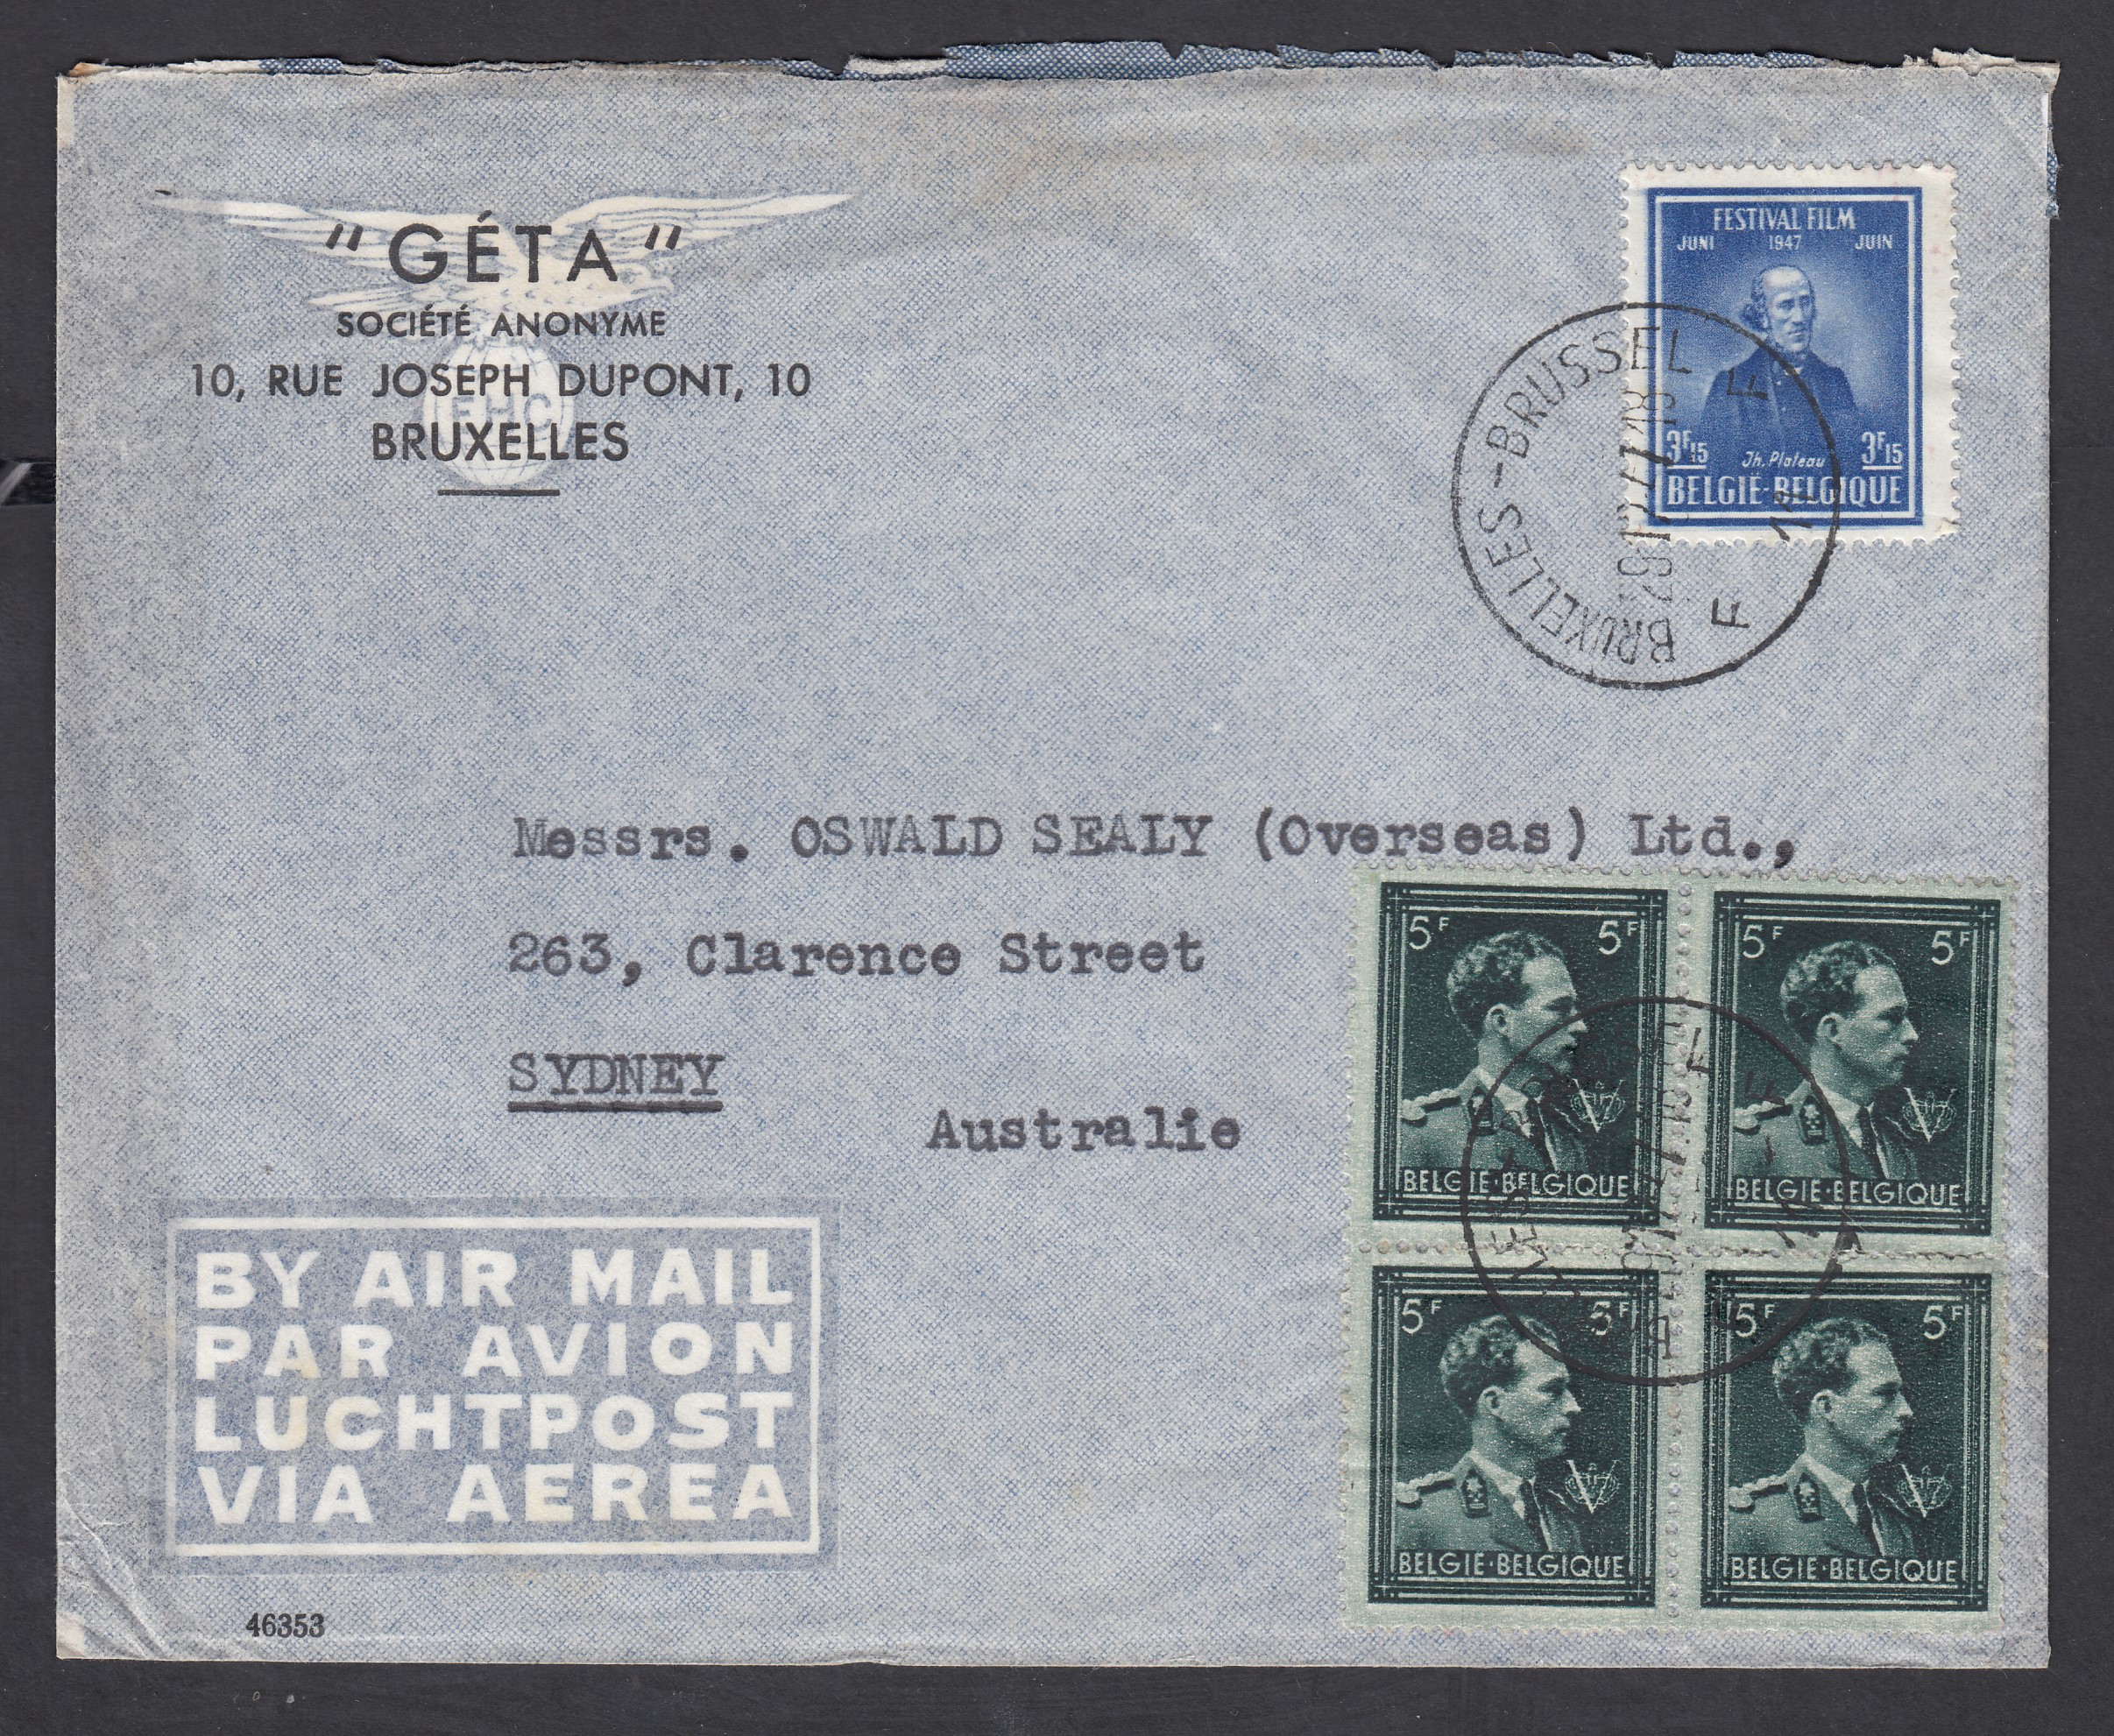 "GÉTA"
SOCIÉTÉ ANONYME
10, RUE JOSEPH DUPONT, 10
BRUXELLES
FESTIVAL FILM
JUNI 1947 JUIN
3F15 3F15
Jh. Plateau
BELGIË-BELGIQUE
BRUXELLES-BRUSSEL
F F
Messrs. OSWALD SEALY (Overseas) Ltd.,
263, Clarence Street
SYDNEY
Australie
5F 5F
V
BELGIE·BELGIQUE
5F 5F
V
BELGIE·BELGIQUE
5F 5F
V
BELGIE·BELGIQUE
5F 5F
V
BELGIE·BELGIQUE
BY AIR MAIL
PAR AVION
LUCHTPOST
VIA AEREA
46353